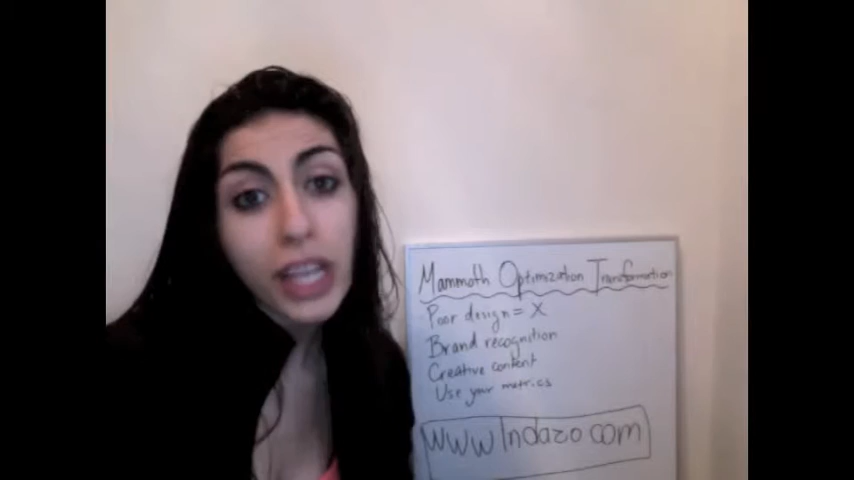 Mammoth Optimization Transformation
Poor design = X
Brand recognition
Creative content
Use your metrics
www Indazo com